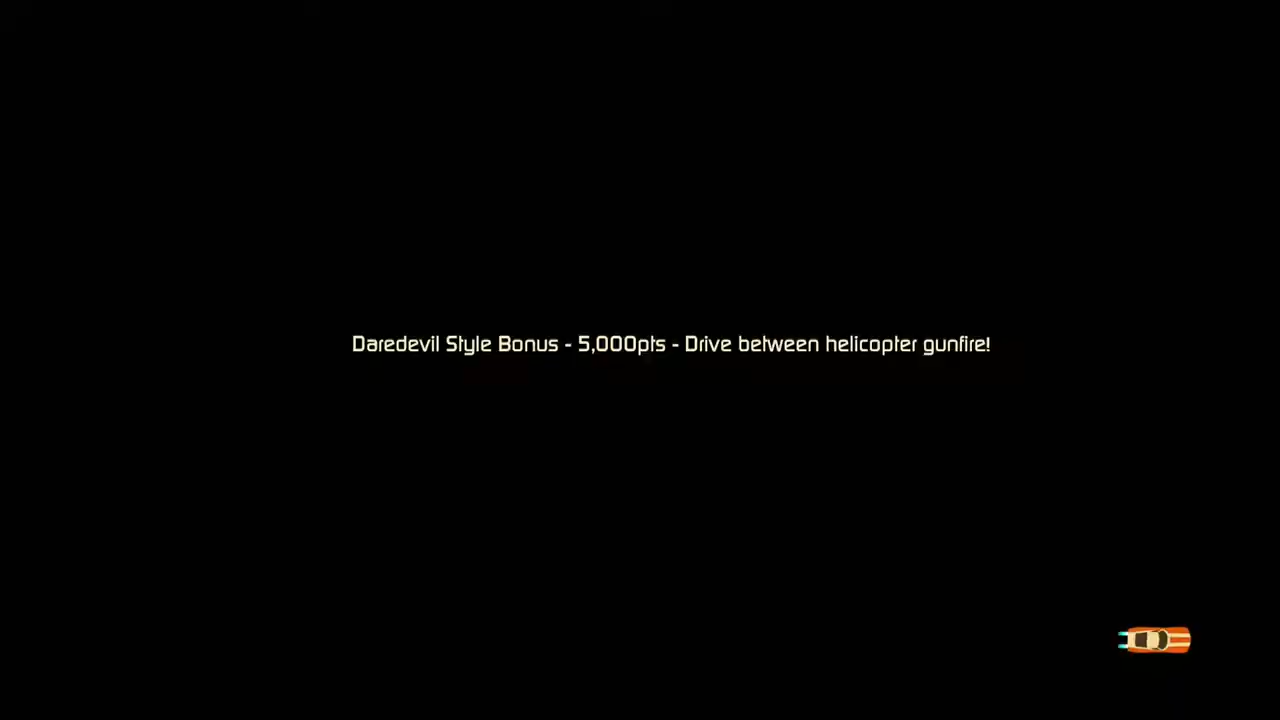 Daredevil Style Bonus - 5,000pts - Drive between helicopter gunfire!